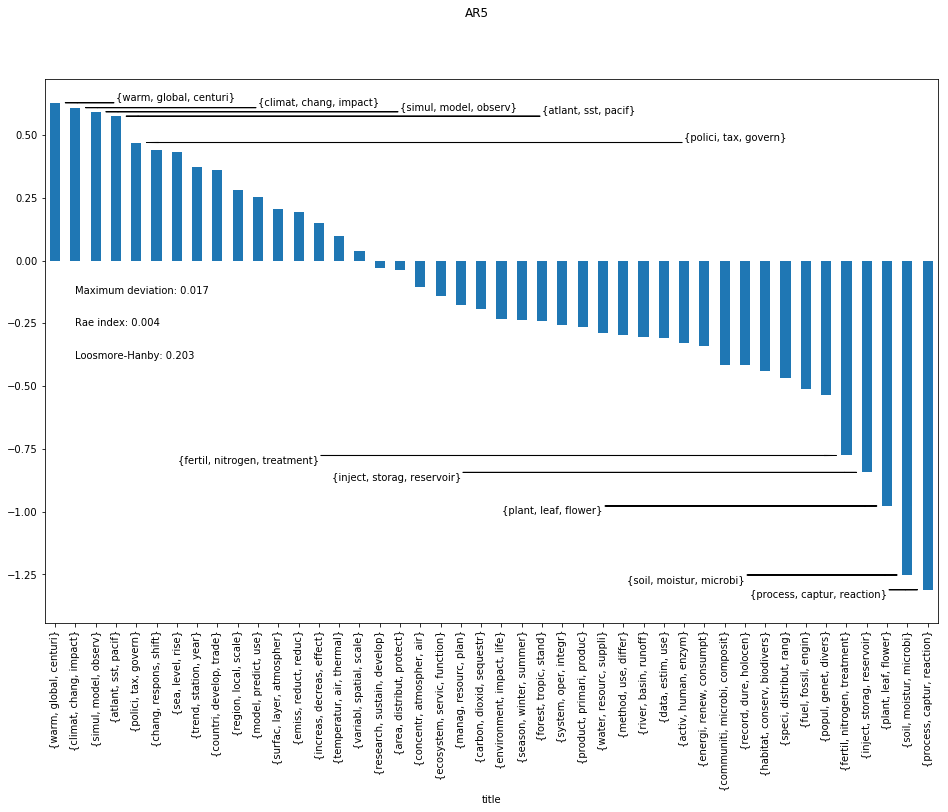 AR5
{warm, global, centuri}
{climat, chang, impact}
{simul, model, observ}
{atlant, sst, pacif}
{polici, tax, govern}
0.50
0.25
0.00
−0.25
−0.50
−0.75
−1.00
−1.25
Maximum deviation: 0.017
Rae index: 0.004
Loosmore-Hanby: 0.203
{fertil, nitrogen, treatment}
{inject, storag, reservoir}
{plant, leaf, flower}
{soil, moistur, microbi}
{process, captur, reaction}
{warm, global, centuri}
{climat, chang, impact}
{simul, model, observ}
{atlant, sst, pacif}
{polici, tax, govern}
{chang, respons, shift}
{sea, level, rise}
{trend, station, year}
{countri, develop, trade}
{region, local, scale}
{model, predict, use}
{surfac, layer, atmospher}
{emiss, reduct, reduc}
{increas, decreas, effect}
{temperatur, air, thermal}
{variabl, spatial, scale}
{research, sustain, develop}
{area, distribut, protect}
{concentr, atmospher, air}
{ecosystem, servic, function}
{manag, resourc, plan}
{carbon, dioxid, sequestr}
{environment, impact, life}
{season, winter, summer}
{forest, tropic, stand}
{system, oper, integr}
{product, primari, produc}
{water, resourc, suppli}
{method, use, differ}
{river, basin, runoff}
{data, estim, use}
{activ, human, enzym}
{energi, renew, consumpt}
{communiti, microbi, composit}
{record, dure, holocen}
{habitat, conserv, biodivers}
{speci, distribut, rang}
{fuel, fossil, engin}
{popul, genet, divers}
{fertil, nitrogen, treatment}
{inject, storag, reservoir}
{plant, leaf, flower}
{soil, moistur, microbi}
{process, captur, reaction}
title